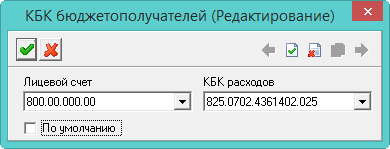 КБК бюджетополучателей (Редактирование)
Лицевой счет КБК расходов
800.00.000.00 825.0702.4361402.025
По умолчанию